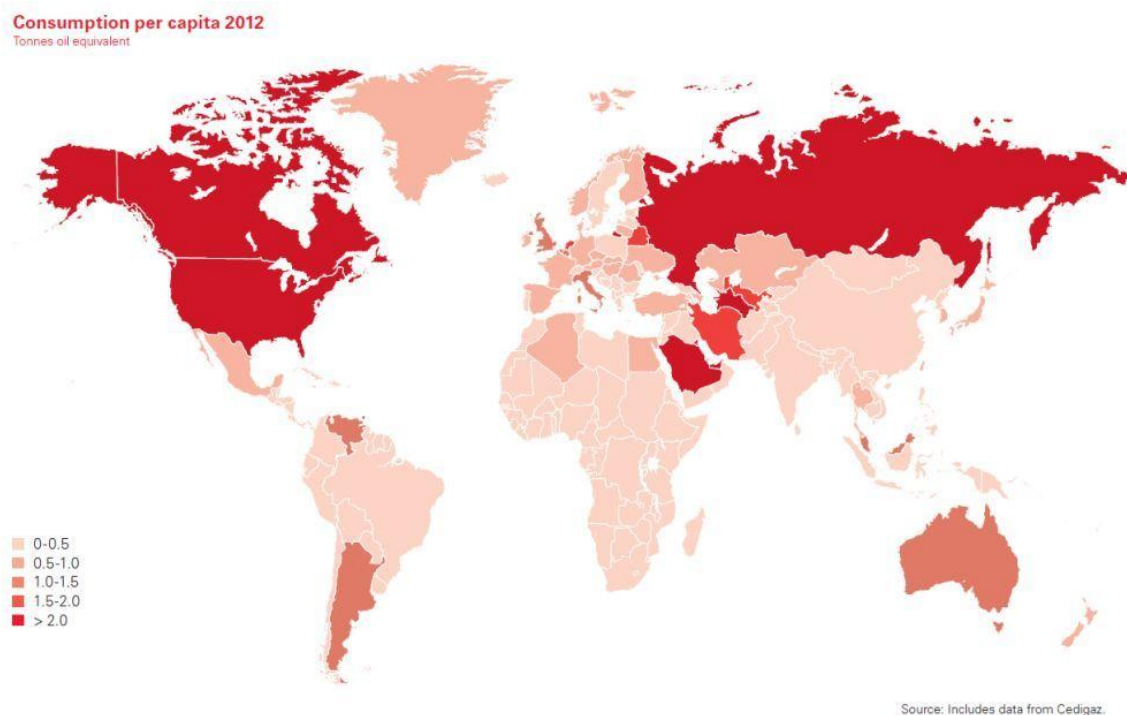 Consumption per capita 2012
Tonnes oil equivalent
0-0.5
0.5-1.0
1.0-1.5
1.5-2.0
> 2.0
Source: Includes data from Cedigaz.